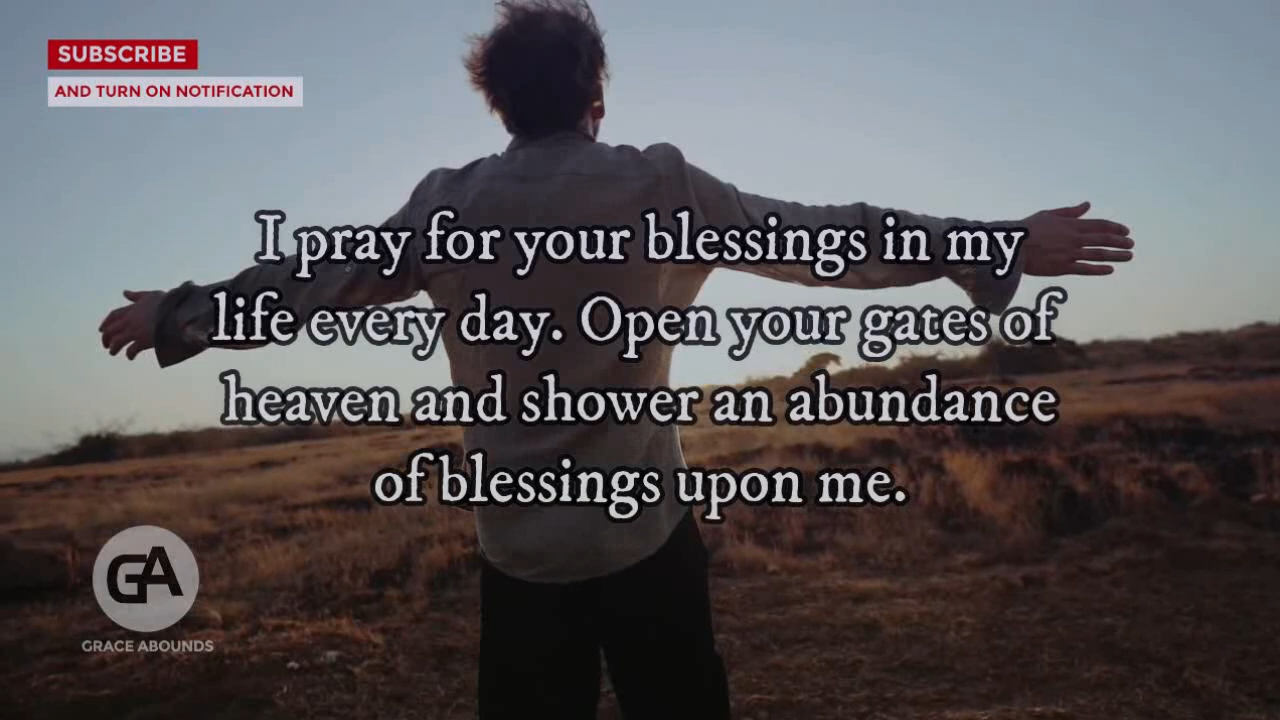 SUBSCRIBE
AND TURN ON NOTIFICATION
I pray for your blessings in my
life every day. Open your gates of
heaven and shower an abundance
of blessings upon me.
GA
GRACE ABOUNDS